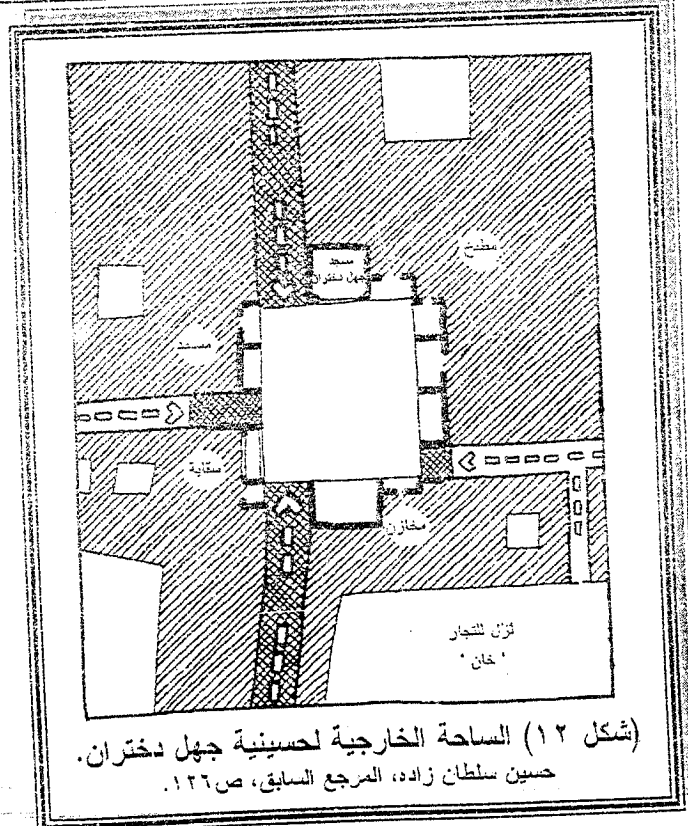 مطبخ
مسجد
جهل دختران
مسجد
سقاية
مخازن
نزل للتجار
" خان "
(شكل ١٢) الساحة الخارجية لحسينية جهل دختران.
حسين سلطان زاده، المرجع السابق، ص١٢٦.